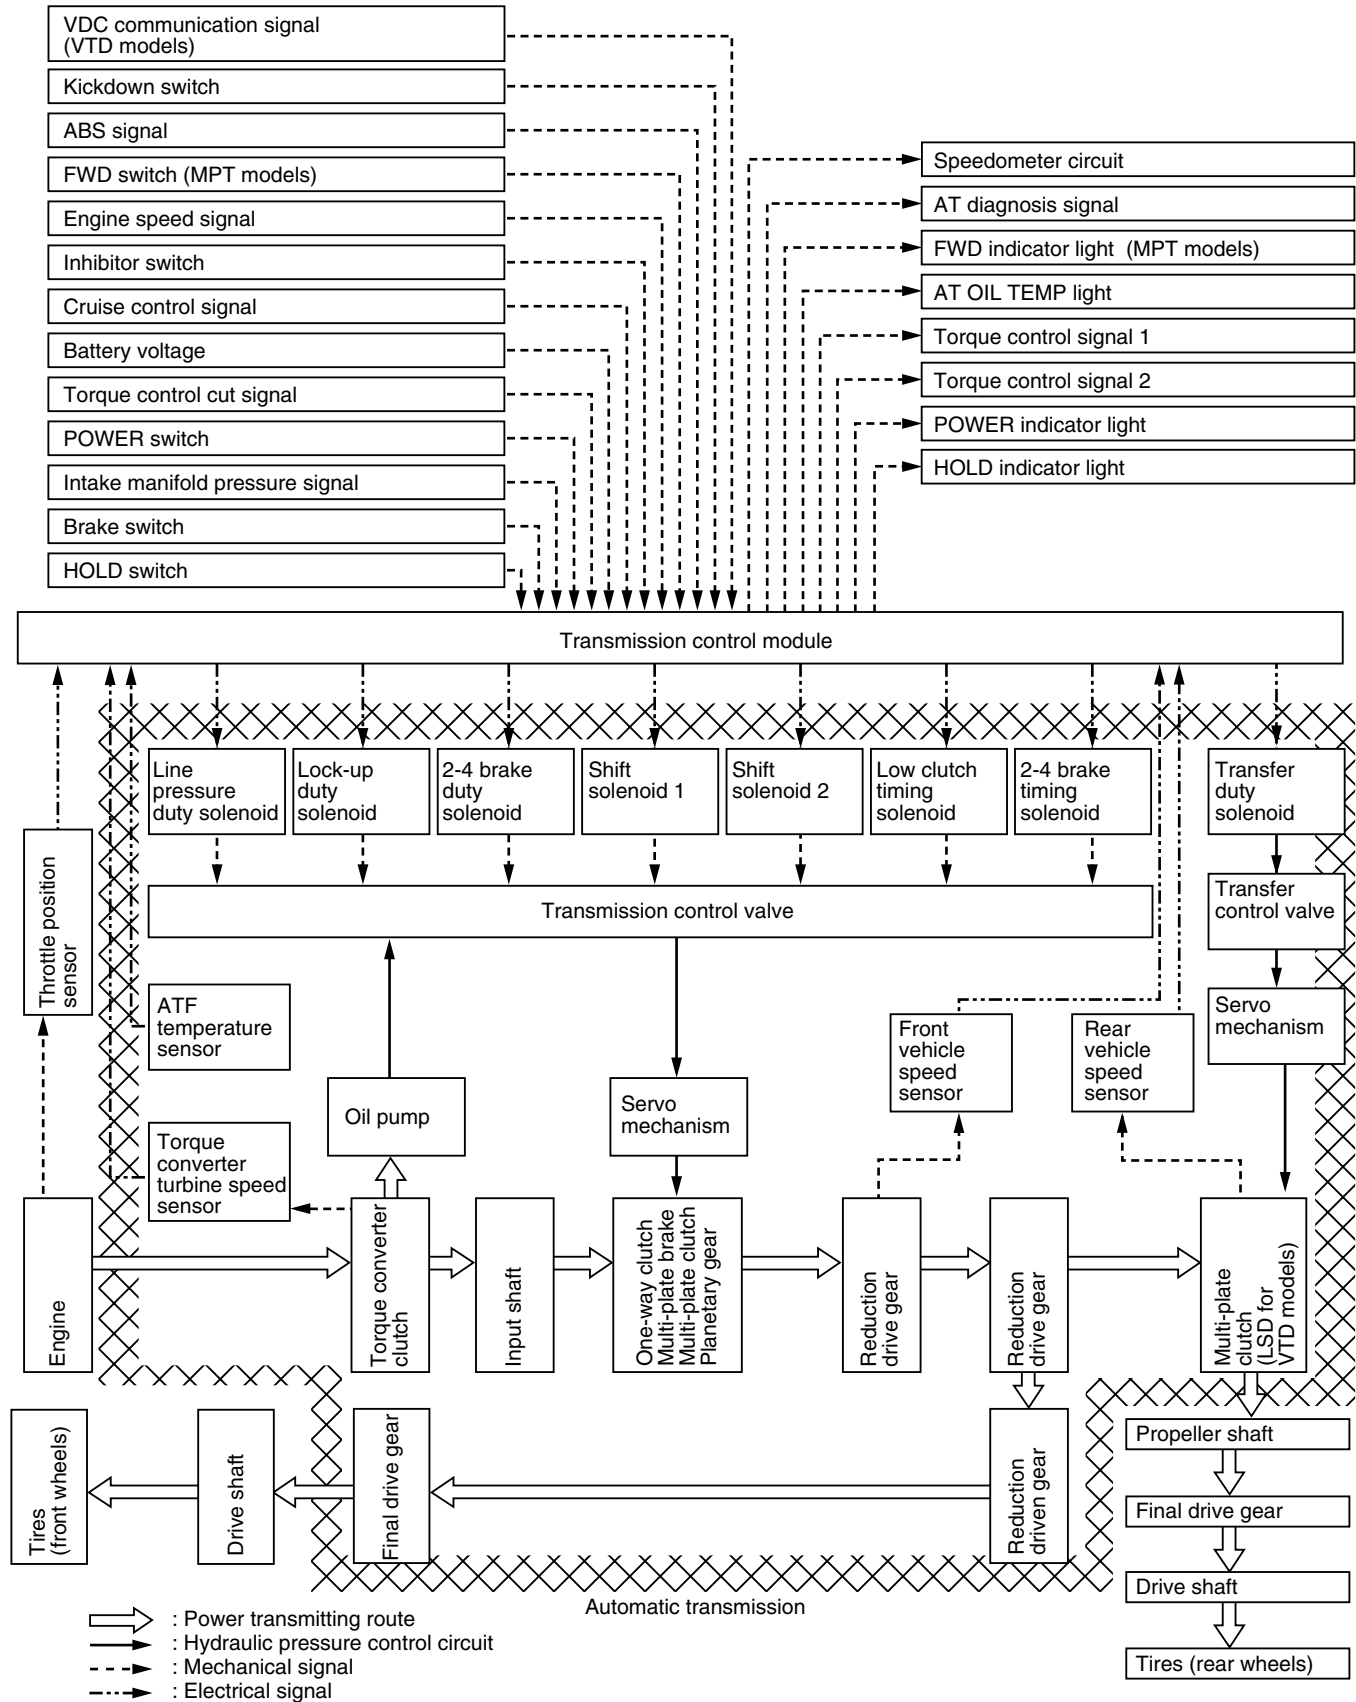 VDC communication signal
(VTD models)
Kickdown switch
ABS signal
FWD switch (MPT models)
Engine speed signal
Inhibitor switch
Cruise control signal
Battery voltage
Torque control cut signal
POWER switch
Intake manifold pressure signal
Brake switch
HOLD switch
Speedometer circuit
AT diagnosis signal
FWD indicator light (MPT models)
AT OIL TEMP light
Torque control signal 1
Torque control signal 2
POWER indicator light
HOLD indicator light
Transmission control module
Line
pressure
duty solenoid
Lock-up
duty
solenoid
2-4 brake
duty
solenoid
Shift
solenoid 1
Shift
solenoid 2
Low clutch
timing
solenoid
2-4 brake
timing
solenoid
Transfer
duty
solenoid
Throttle position
sensor
Transmission control valve
Transfer
control valve
ATF
temperature
sensor
Front
vehicle
speed
sensor
Rear
vehicle
speed
sensor
Servo
mechanism
Oil pump
Servo
mechanism
Torque
converter
turbine speed
sensor
Engine
Torque converter
clutch
Input shaft
One-way clutch
Multi-plate brake
Multi-plate clutch
Planetary gear
Reduction
drive gear
Reduction
drive gear
Multi-plate
clutch
(LSD for
VTD models)
Tires
(front wheels)
Drive shaft
Final drive gear
Reduction
driven gear
Propeller shaft
Final drive gear
Drive shaft
Tires (rear wheels)
Automatic transmission
: Power transmitting route
: Hydraulic pressure control circuit
: Mechanical signal
: Electrical signal